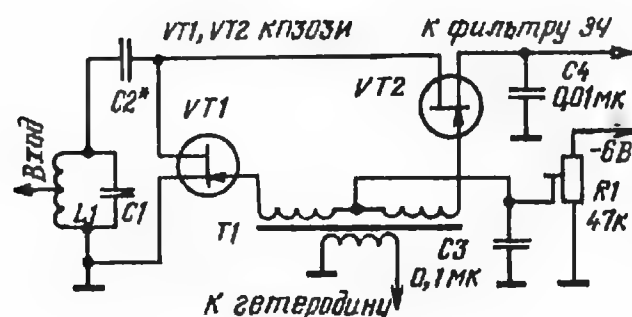 VT1, VT2 КП303И
К фильтру ЗЧ
C2*
VT1
VT2
C4
0,01мк
Вход
L1
C1
-6В
R1
47к
T1
C3
0,1мк
К гетеродину